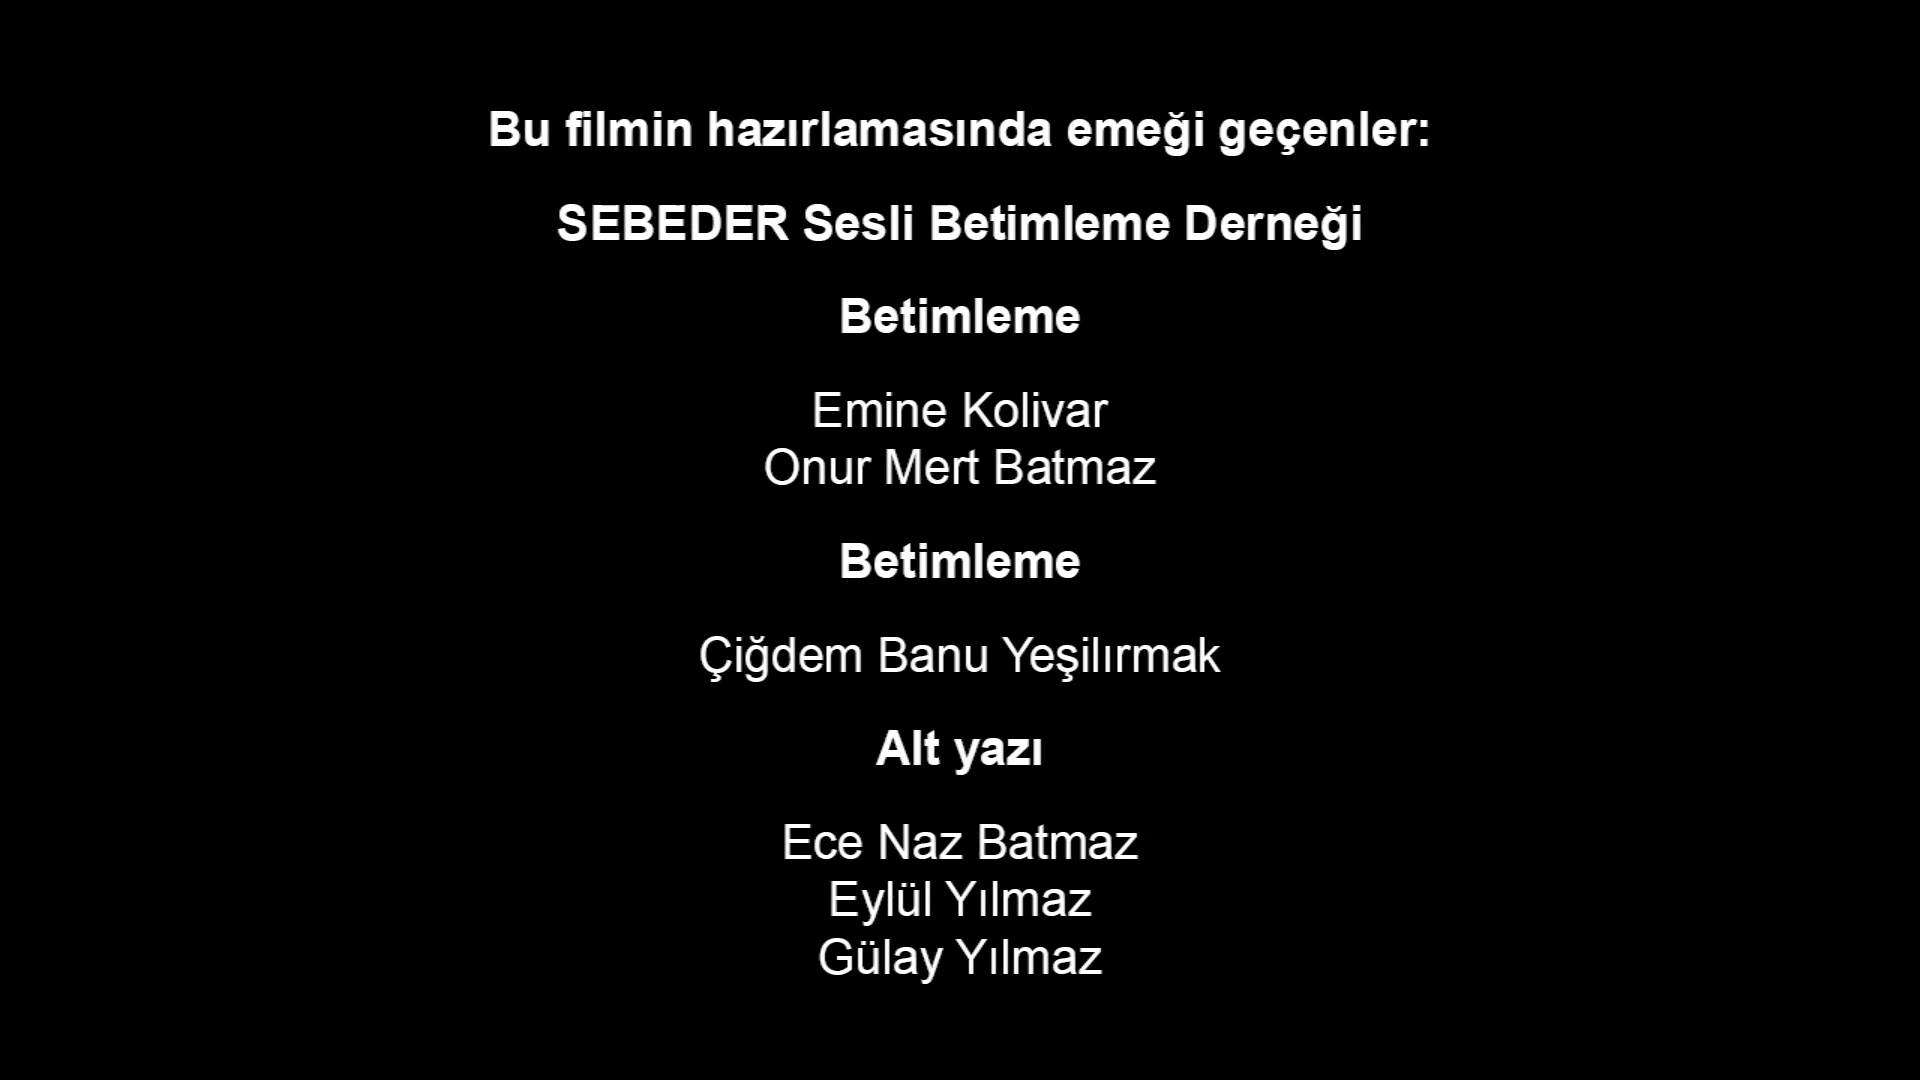 Bu filmin hazırlamasında emeği geçenler:
SEBEDER Sesli Betimleme Derneği
Betimleme
Emine Kolivar
Onur Mert Batmaz
Betimleme
Çiğdem Banu Yeşilırmak
Alt yazı
Ece Naz Batmaz
Eylül Yılmaz
Gülay Yılmaz